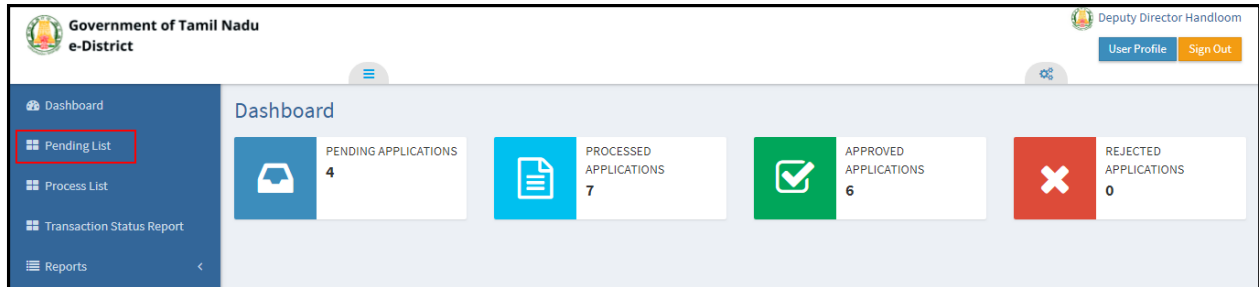 Government of Tamil Nadu
e-District
Deputy Director Handloom
User Profile
Sign Out
Dashboard
Pending List
Process List
Transaction Status Report
Reports
Dashboard
PENDING APPLICATIONS
4
PROCESSED
APPLICATIONS
7
APPROVED
APPLICATIONS
6
REJECTED
APPLICATIONS
0